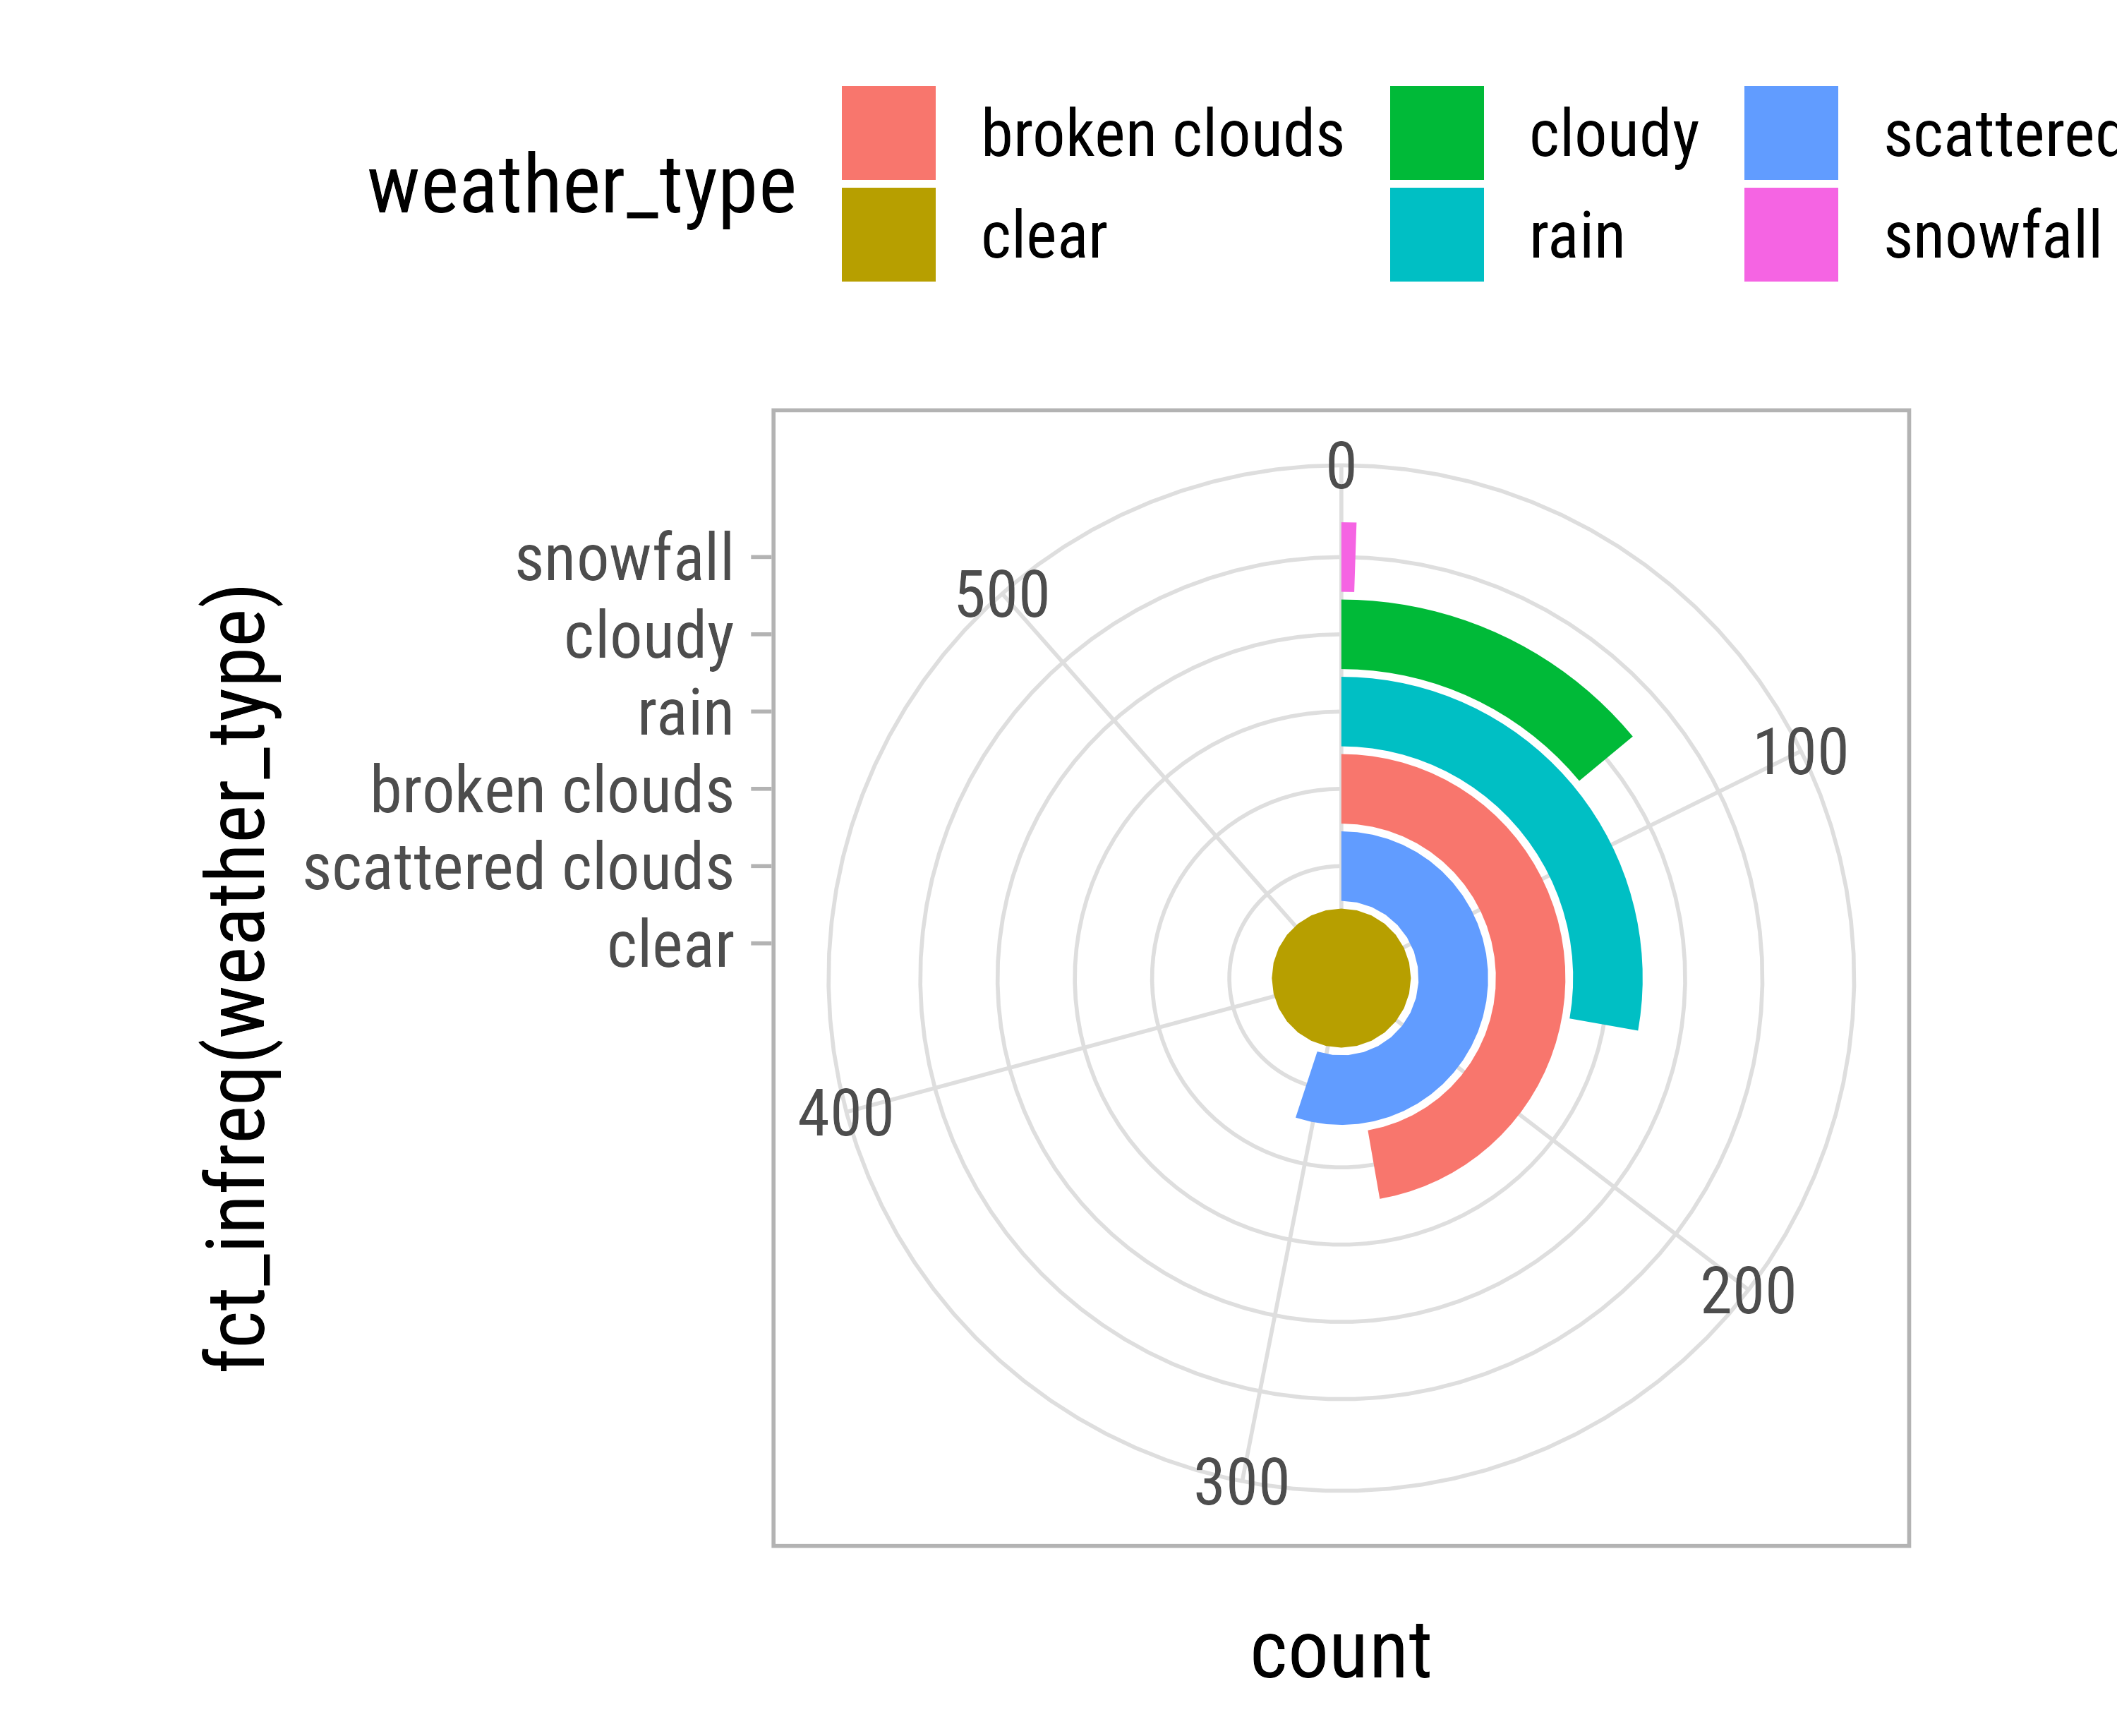 weather_type
broken clouds
cloudy
scattered
clear
rain
snowfall
0
500
100
400
200
300
snowfall
cloudy
rain
broken clouds
scattered clouds
clear
fct_infreq(weather_type)
count